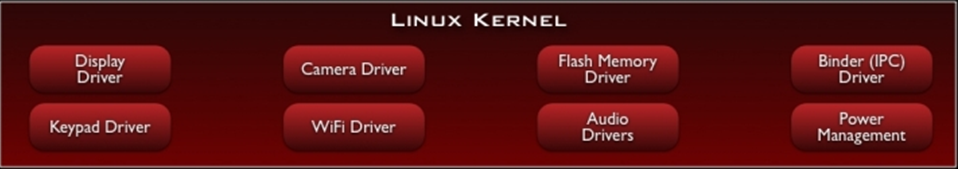 LINUX KERNEL
Display
Driver
Camera Driver
Flash Memory
Driver
Binder (IPC)
Driver
Keypad Driver
WiFi Driver
Audio
Drivers
Power
Management